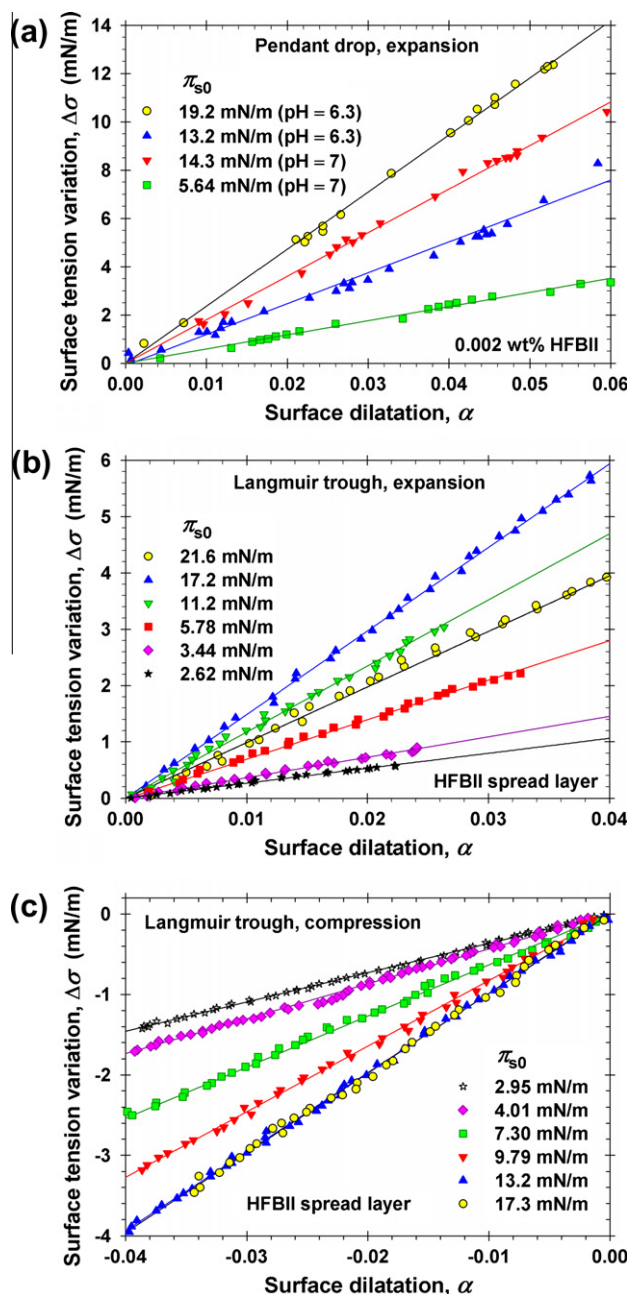 (a)
Surface tension variation, Δσ (mN/m)
14
12
10
8
6
4
2
0
Pendant drop, expansion
πs0
19.2 mN/m (pH = 6.3)
13.2 mN/m (pH = 6.3)
14.3 mN/m (pH = 7)
5.64 mN/m (pH = 7)
0.002 wt% HFBII
0.00 0.01 0.02 0.03 0.04 0.05 0.06
Surface dilatation, α
(b)
Surface tension variation, Δσ (mN/m)
6
5
4
3
2
1
0
Langmuir trough, expansion
πs0
21.6 mN/m
17.2 mN/m
11.2 mN/m
5.78 mN/m
3.44 mN/m
2.62 mN/m
HFBII spread layer
0.00 0.01 0.02 0.03 0.04
Surface dilatation, α
(c)
Surface tension variation, Δσ (mN/m)
0
-1
-2
-3
-4
Langmuir trough, compression
πs0
2.95 mN/m
4.01 mN/m
7.30 mN/m
9.79 mN/m
13.2 mN/m
17.3 mN/m
HFBII spread layer
-0.04 -0.03 -0.02 -0.01 0.00
Surface dilatation, α